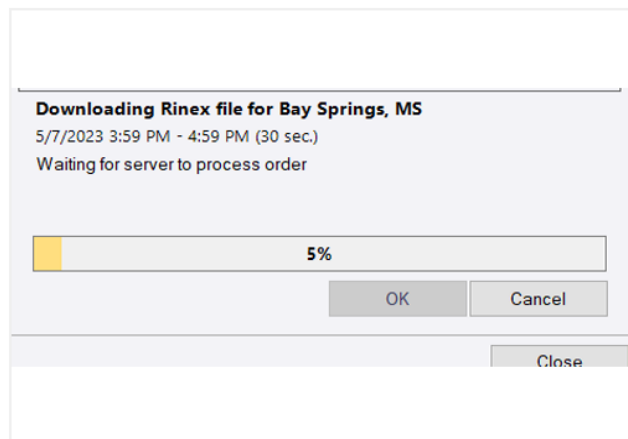 Downloading Rinex file for Bay Springs, MS
5/7/2023 3:59 PM - 4:59 PM (30 sec.)
Waiting for server to process order
5%
OK Cancel
Close